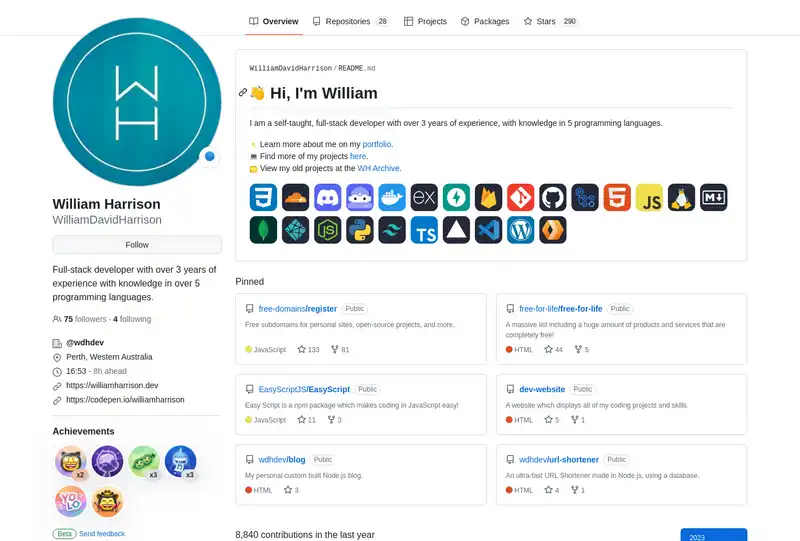 Overview
Repositories 28
Projects
Packages
Stars 290
W
H
William Harrison
WilliamDavidHarrison
Follow
Full-stack developer with over 3 years of
experience with knowledge in over 5
programming languages.
75 followers · 4 following
@wdhdev
Perth, Western Australia
16:53 - 8h ahead
https://williamharrison.dev
https://codepen.io/williamharrison
Achievements
x2
x3
x3
YOLO
Beta Send feedback
WilliamDavidHarrison / README.md
👋 Hi, I'm William
I am a self-taught, full-stack developer with over 3 years of experience, with knowledge in 5 programming languages.
Learn more about me on my portfolio.
💻 Find more of my projects here.
View my old projects at the WH Archive.
ex
5
JS
M
JS
TS
Pinned
free-domains/register Public
Free subdomains for personal sites, open-source projects, and more.
JavaScript 133 81
free-for-life/free-for-life Public
A massive list including a huge amount of products and services that are
completely free!
HTML 44 5
EasyScriptJS/EasyScript Public
Easy Script is a npm package which makes coding in JavaScript easy!
JavaScript 11 3
dev-website Public
A website which displays all of my coding projects and skills.
HTML 5 1
wdhdev/blog Public
My personal custom built Node.js blog.
HTML 3
wdhdev/url-shortener Public
An ultra-fast URL Shortener made in Node.js, using a database.
HTML 4 1
8,840 contributions in the last year
2023